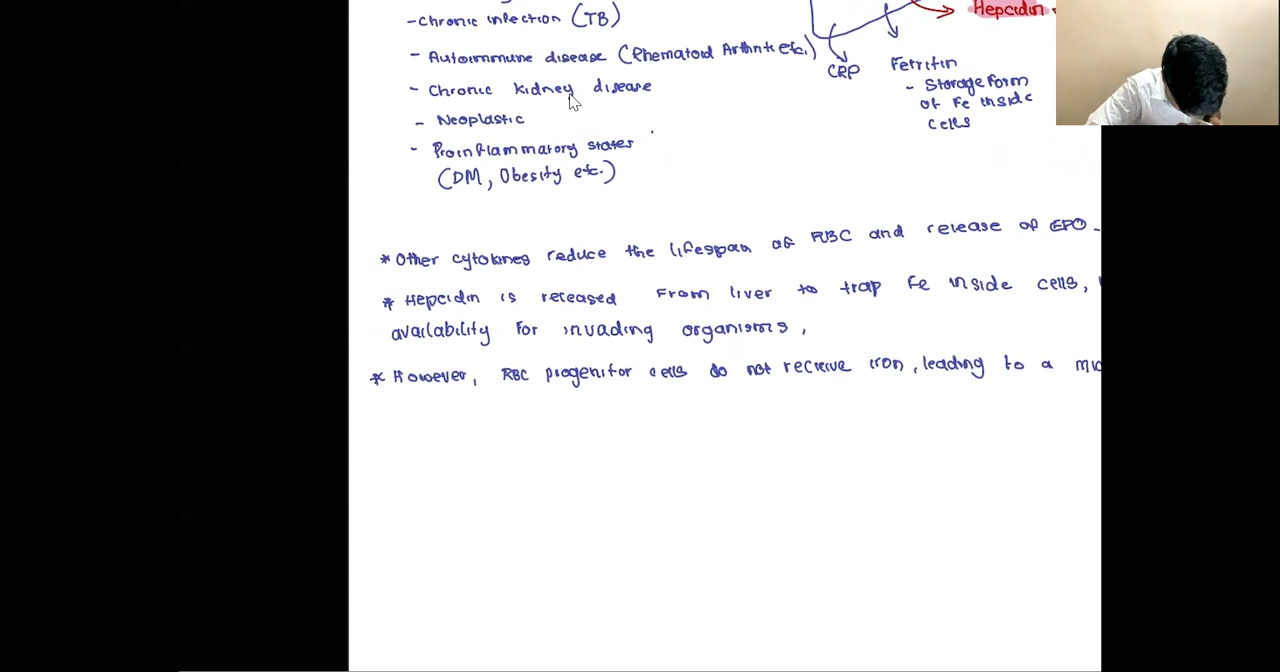 -Chronic infection (TB)
- Autoimmune disease (Rhematoid Arthritis etc.)
- Chronic kidney disease
- Neoplastic
- Proinflammatory states
(DM, Obesity etc.)
Hepcidin
CRP
Ferritin
- Storage form
of Fe inside
cells
*Other cytokines reduce the lifespan of RBC and release of EPO-
* Hepcidin is released from liver to trap Fe inside cells,
availability for invading organisms,
* However, RBC progenitor cells do not recieve iron, leading to a